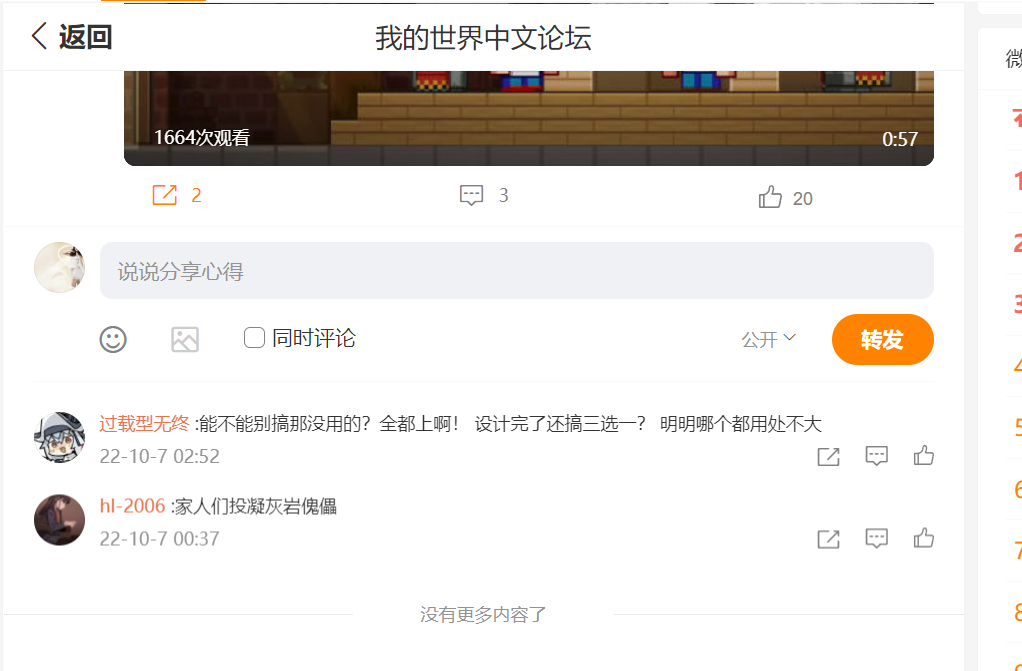 返回
我的世界中文论坛
1664次观看
0:57
2
3
20
说说分享心得
同时评论
公开
转发
过载型无终 :能不能别搞那没用的？全都上啊！ 设计完了还搞三选一？ 明明哪个都用处不大
22-10-7 02:52
hl-2006 :家人们投凝灰岩傀儡
22-10-7 00:37
没有更多内容了
微
1
2
3
4
5
6
7
8